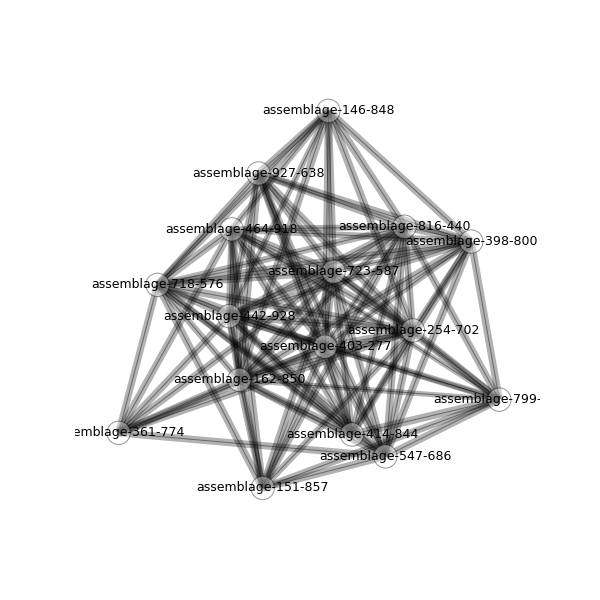 assemblage-146-848
assemblage-927-638
assemblage-816-440
assemblage-464-918
assemblage-398-800
assemblage-723-587
assemblage-718-576
assemblage-442-928
assemblage-254-702
assemblage-403-277
assemblage-162-850
assemblage-799-
emblage-361-774
assemblage-414-844
assemblage-547-686
assemblage-151-857